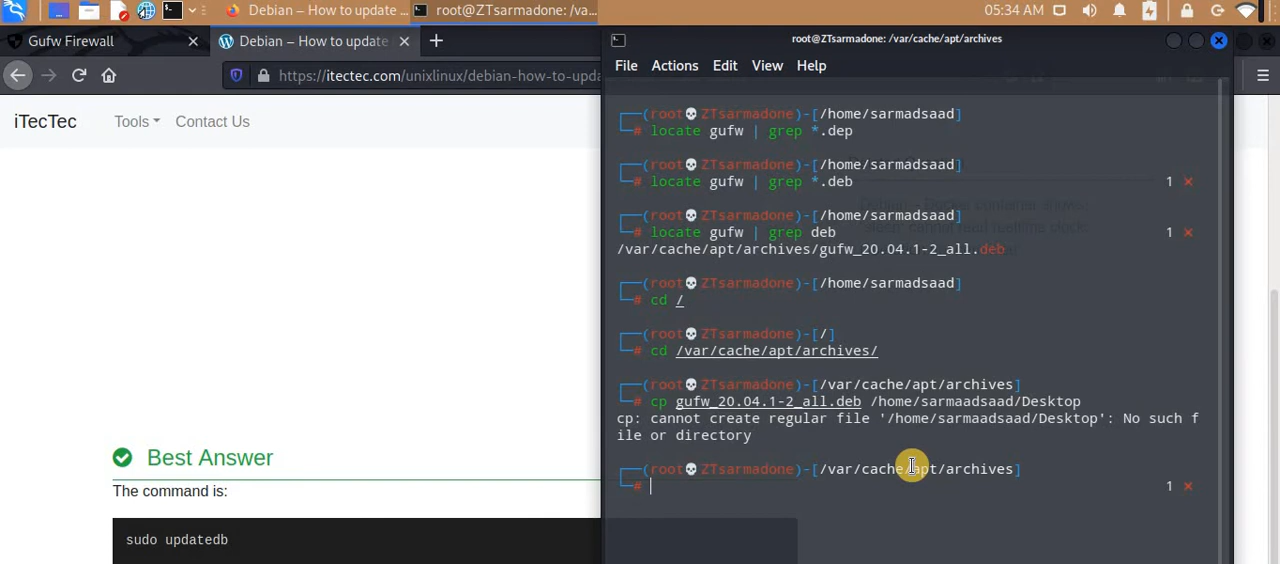 Debian – How to update ...
root@ZTsarmadone: /va...
05:34 AM
Gufw Firewall
Debian – How to update
https://itectec.com/unixlinux/debian-how-to-upda
iTecTec
Tools
Contact Us
Best Answer
The command is:
sudo updatedb
root@ZTsarmadone: /var/cache/apt/archives
File Actions Edit View Help
┌──(root💀ZTsarmadone)-[/home/sarmadsaad]
└─# locate gufw | grep *.dep
┌──(root💀ZTsarmadone)-[/home/sarmadsaad]
└─# locate gufw | grep *.deb 1 ⨯
┌──(root💀ZTsarmadone)-[/home/sarmadsaad]
└─# locate gufw | grep deb 1 ⨯
/var/cache/apt/archives/gufw_20.04.1-2_all.deb
┌──(root💀ZTsarmadone)-[/home/sarmadsaad]
└─# cd /
┌──(root💀ZTsarmadone)-[/]
└─# cd /var/cache/apt/archives/
┌──(root💀ZTsarmadone)-[/var/cache/apt/archives]
└─# cp gufw_20.04.1-2_all.deb /home/sarmaadsaad/Desktop
cp: cannot create regular file '/home/sarmaadsaad/Desktop': No such f
ile or directory
┌──(root💀ZTsarmadone)-[/var/cache/apt/archives]
└─# 1 ⨯